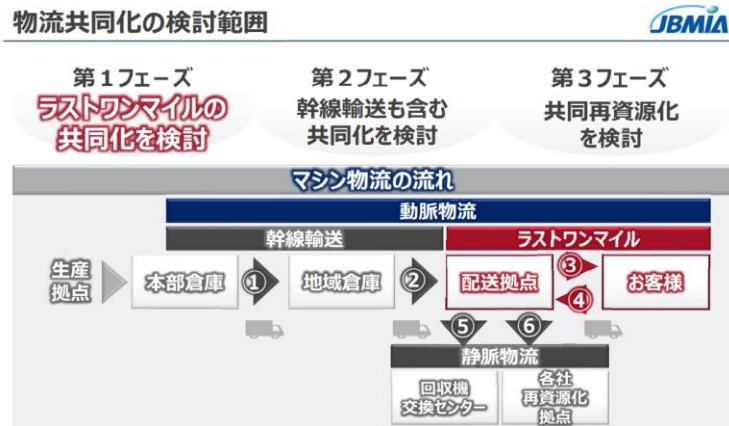 物流共同化の検討範囲
JBMIA
第1フェーズ
ラストワンマイルの
共同化を検討
第2フェーズ
幹線輸送も含む
共同化を検討
第3フェーズ
共同再資源化
を検討
マシン物流の流れ
動脈物流
幹線輸送
ラストワンマイル
生産
拠点
本部倉庫
①
地域倉庫
②
配送拠点
③
④
お客様
⑤
⑥
静脈物流
回収機
交換センター
各社
再資源化
拠点